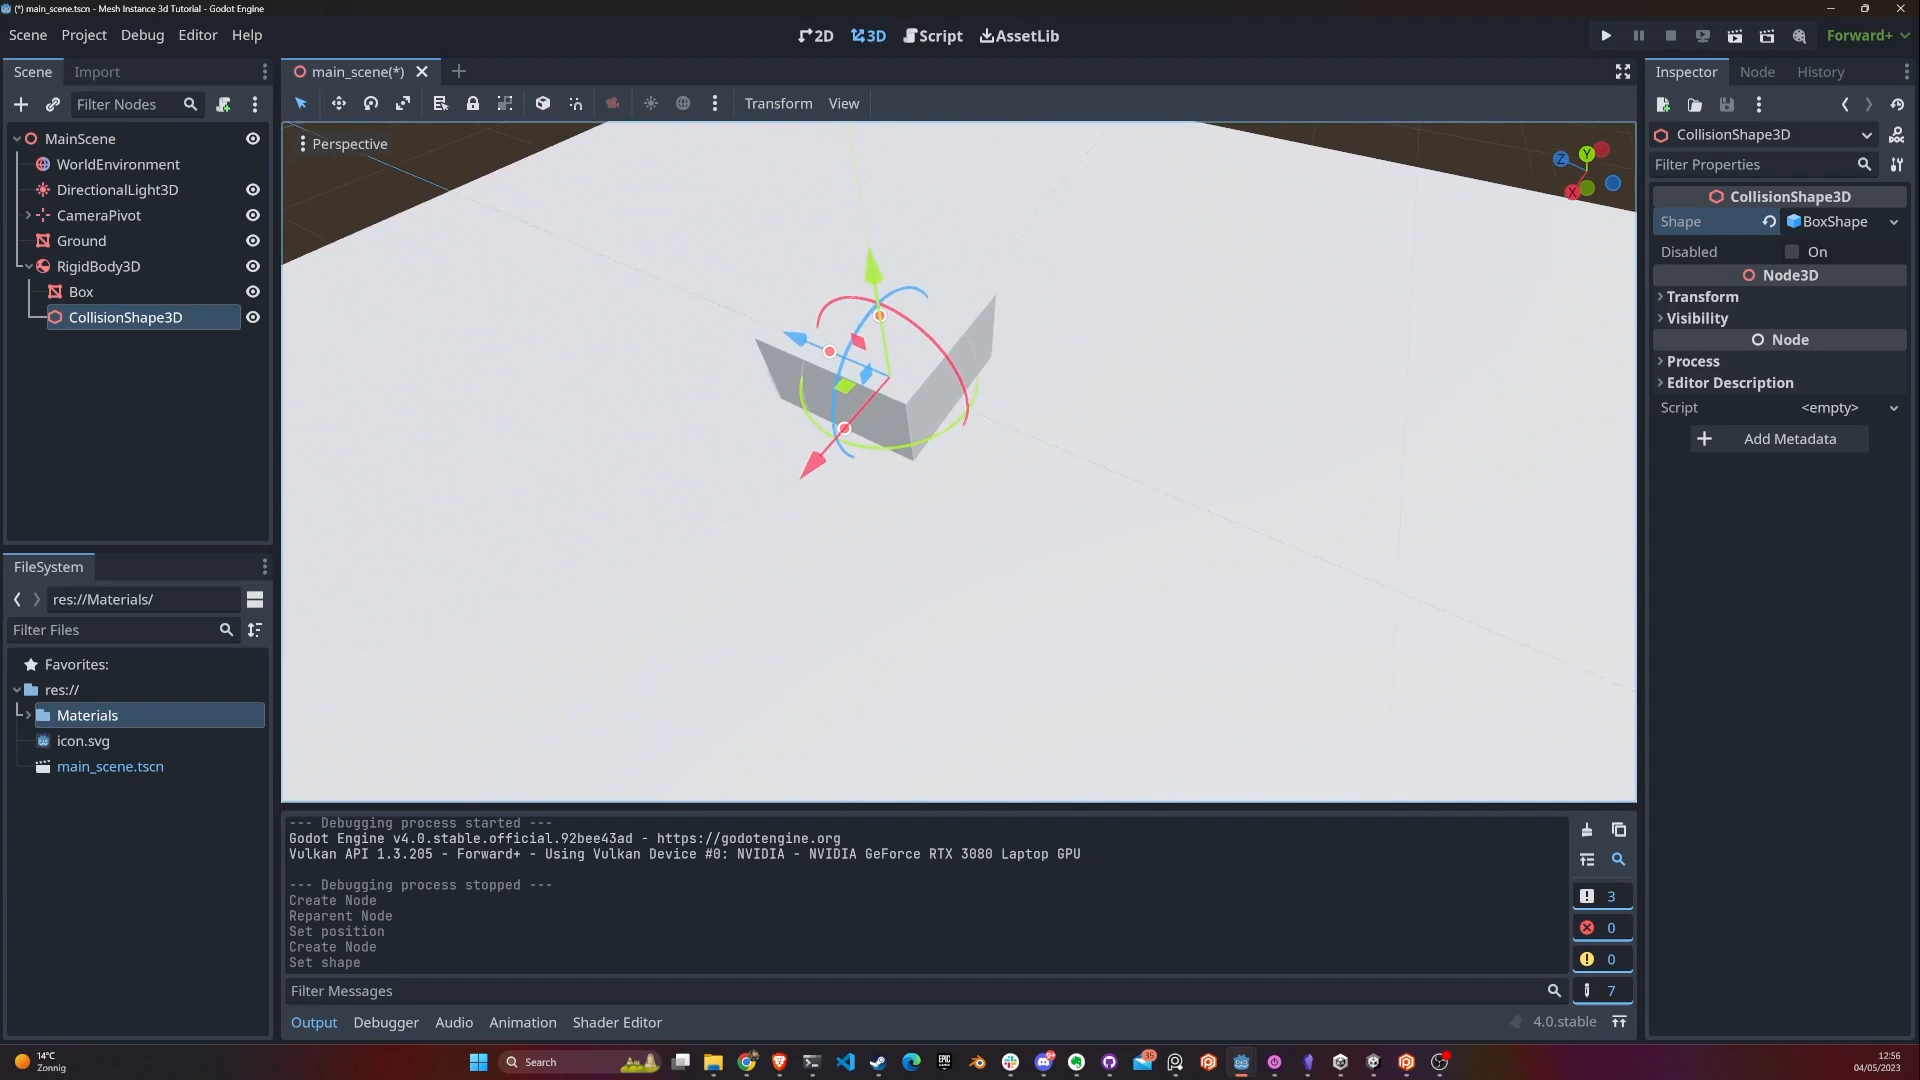 (*) main_scene.tscn - Mesh Instance 3d Tutorial - Godot Engine
Scene Project Debug Editor Help
2D 3D Script AssetLib
Forward+
Scene Import
Filter Nodes
MainScene
WorldEnvironment
DirectionalLight3D
CameraPivot
Ground
RigidBody3D
Box
CollisionShape3D
FileSystem
res://Materials/
Filter Files
Favorites:
res://
Materials
icon.svg
main_scene.tscn
main_scene(*)
Transform View
Perspective
Y
Z
X
--- Debugging process started ---
Godot Engine v4.0.stable.official.92bee43ad - https://godotengine.org
Vulkan API 1.3.205 - Forward+ - Using Vulkan Device #0: NVIDIA - NVIDIA GeForce RTX 3080 Laptop GPU
--- Debugging process stopped ---
Create Node
Reparent Node
Set position
Create Node
Set shape
3
0
0
7
Filter Messages
Output Debugger Audio Animation Shader Editor
4.0.stable
Inspector Node History
CollisionShape3D
DOC
Filter Properties
CollisionShape3D
Shape BoxShape
Disabled On
Node3D
Transform
Visibility
Node
Process
Editor Description
Script <empty>
Add Metadata
14°C
Zonnig
Search
EPIC
35
12:56
04/05/2023